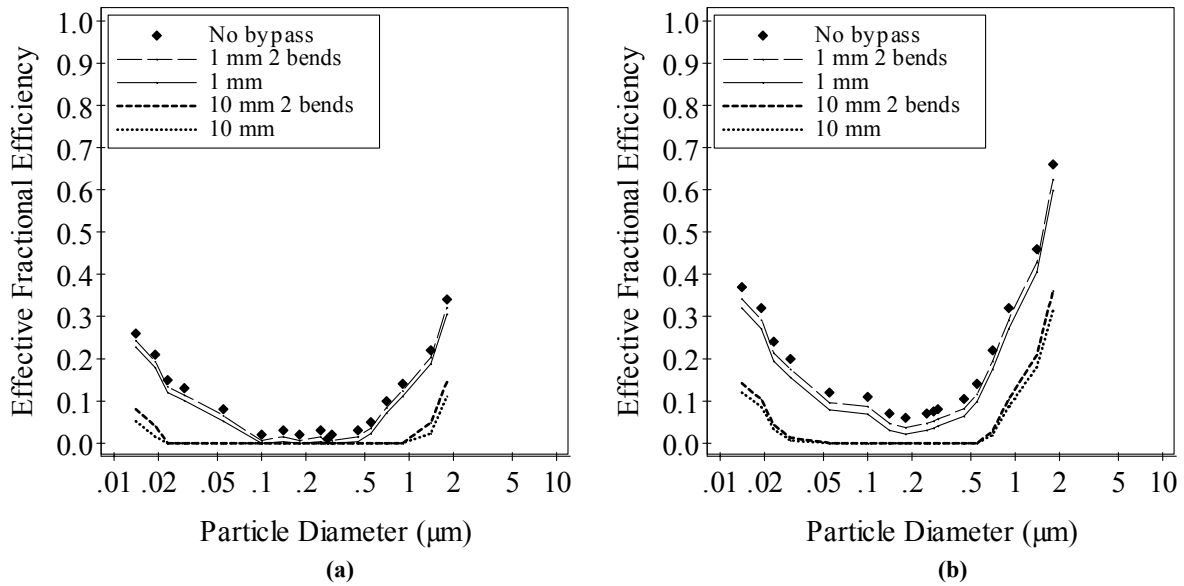 Effective Fractional Efficiency
1.0
0.9
0.8
0.7
0.6
0.5
0.4
0.3
0.2
0.1
0.0
No bypass
1 mm 2 bends
1 mm
10 mm 2 bends
10 mm
.01 .02 .05 .1 .2 .5 1 2 5 10
Particle Diameter (μm)
(a)
Effective Fractional Efficiency
1.0
0.9
0.8
0.7
0.6
0.5
0.4
0.3
0.2
0.1
0.0
No bypass
1 mm 2 bends
1 mm
10 mm 2 bends
10 mm
.01 .02 .05 .1 .2 .5 1 2 5 10
Particle Diameter (μm)
(b)